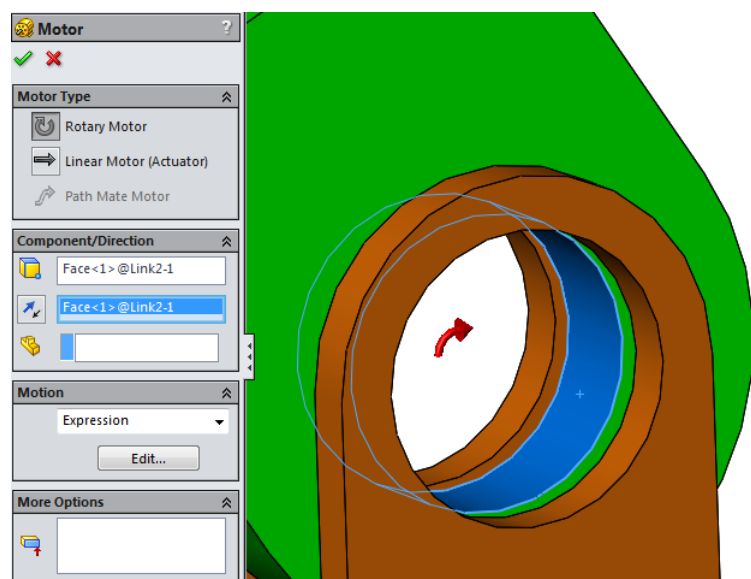 Motor ?
Motor Type
Rotary Motor
Linear Motor (Actuator)
Path Mate Motor
Component/Direction
Face<1>@Link2-1
Face<1>@Link2-1
Motion
Expression
Edit...
More Options